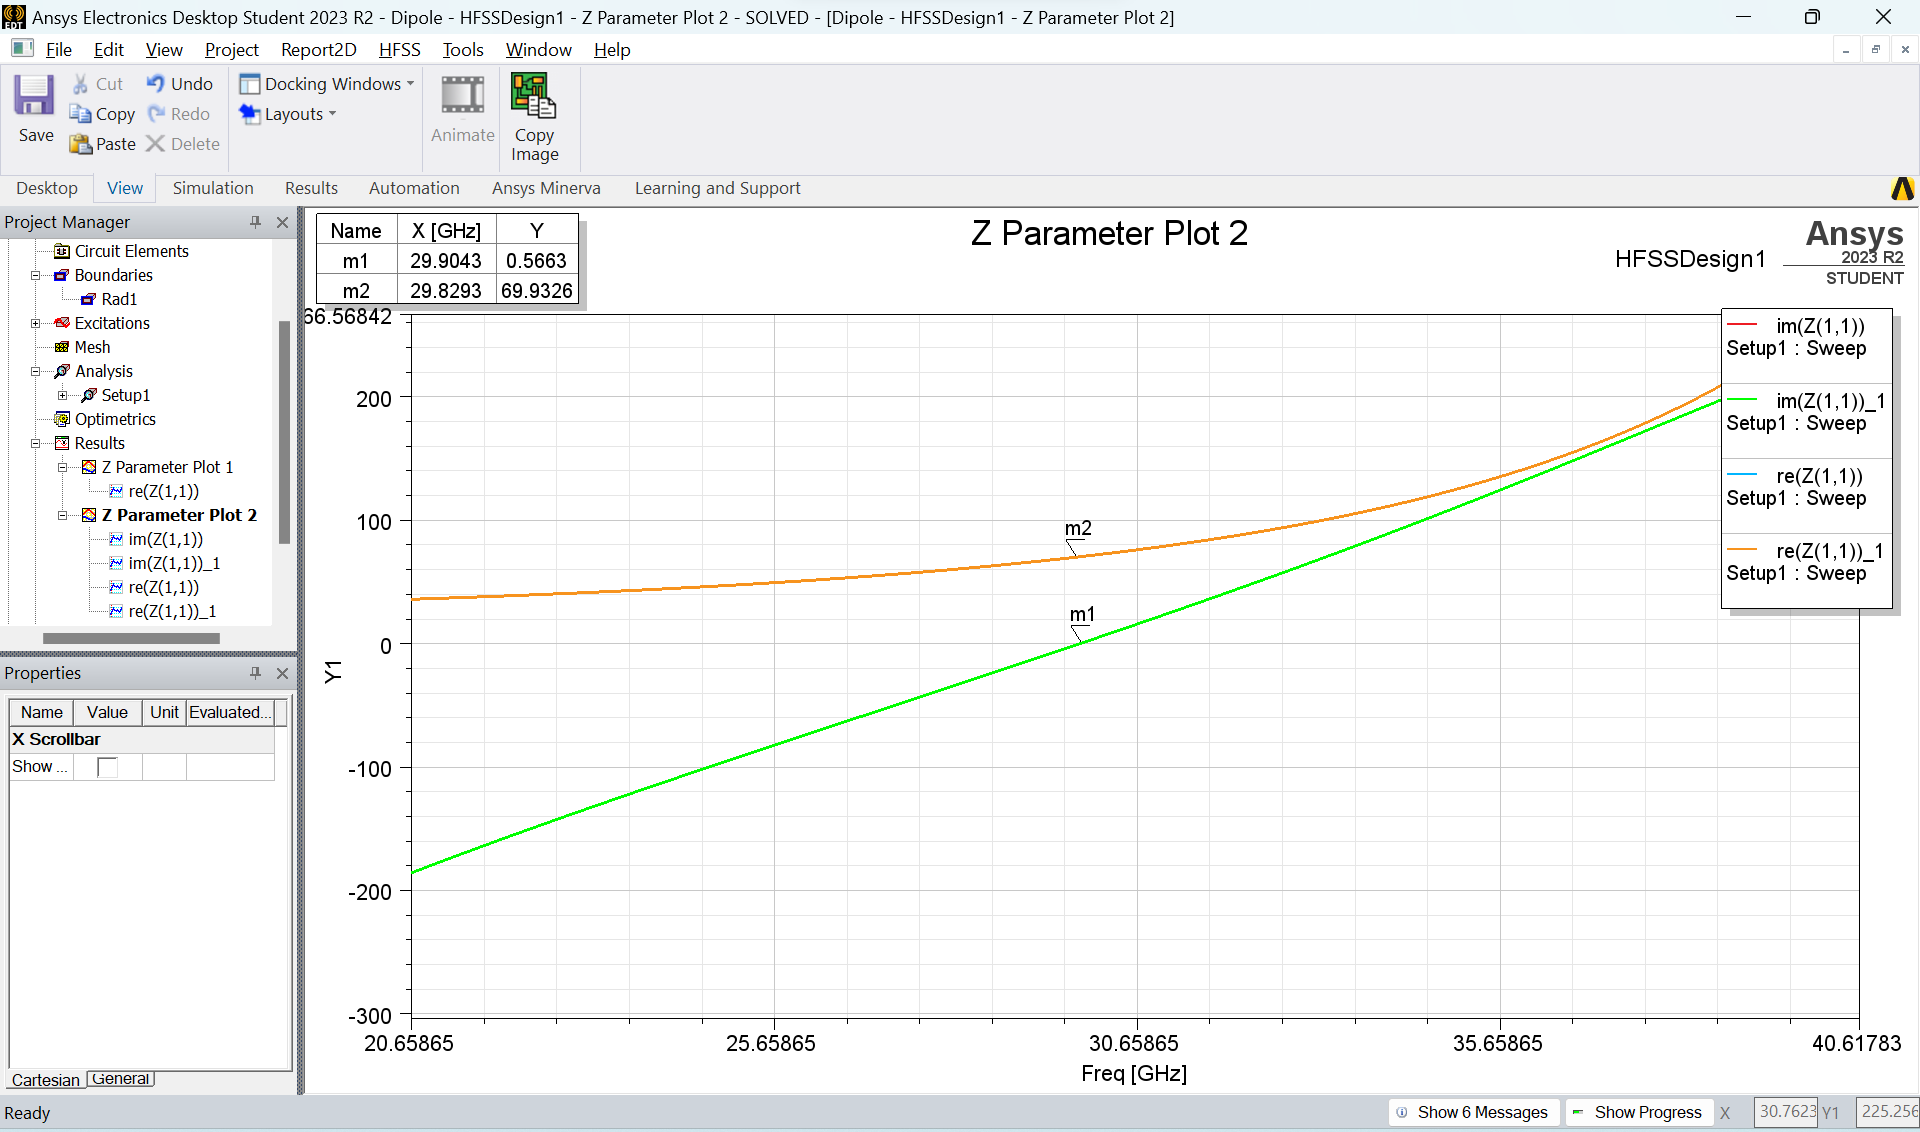 Ansys Electronics Desktop Student 2023 R2 - Dipole - HFSSDesign1 - Z Parameter Plot 2 - SOLVED - [Dipole - HFSSDesign1 - Z Parameter Plot 2]
File Edit View Project Report2D HFSS Tools Window Help
Save
Cut
Copy
Paste
Undo
Redo
Delete
Docking Windows
Layouts
Animate
Copy
Image
Desktop View Simulation Results Automation Ansys Minerva Learning and Support
Project Manager
Circuit Elements
Boundaries
Rad1
Excitations
Mesh
Analysis
Setup1
Optimetrics
Results
Z Parameter Plot 1
re(Z(1,1))
Z Parameter Plot 2
im(Z(1,1))
im(Z(1,1))_1
re(Z(1,1))
re(Z(1,1))_1
Properties
Name Value Unit Evaluated...
X Scrollbar
Show ...
Cartesian General
Name X [GHz] Y
m1 29.9043 0.5663
m2 29.8293 69.9326
Z Parameter Plot 2
HFSSDesign1
Ansys
2023 R2
STUDENT
66.56842
200
100
0
-100
-200
-300
Y1
m2
m1
im(Z(1,1))
Setup1 : Sweep
im(Z(1,1))_1
Setup1 : Sweep
re(Z(1,1))
Setup1 : Sweep
re(Z(1,1))_1
Setup1 : Sweep
20.65865 25.65865 30.65865 35.65865 40.61783
Freq [GHz]
Ready
Show 6 Messages Show Progress X 30.7623 Y1 225.256